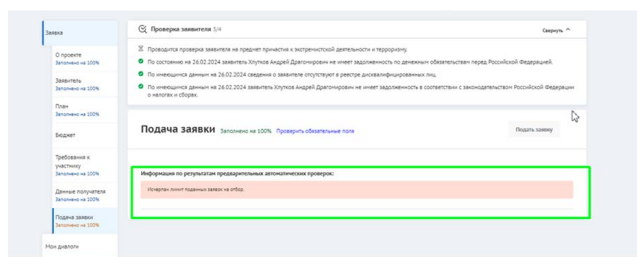 Заявка
О проекте
Заполнено на 100%
Заявитель
Заполнено на 100%
План
Заполнено на 100%
Бюджет
Требования к
участнику
Заполнено на 100%
Данные получателя
Заполнено на 100%
Подача заявки
Заполнено на 100%
Мои диалоги
Проверка заявителя 3/4
Свернуть
Проводится проверка заявителя на предмет причастия к экстремистской деятельности и терроризму.
По состоянию на 26.02.2024 заявитель Хлутков Андрей Драгомирович не имеет задолженность по денежным обязательствам перед Российской Федерацией.
По имеющимся данным на 26.02.2024 сведения о заявителе отсутствуют в реестре дисквалифицированных лиц.
По имеющимся данным на 26.02.2024 заявитель Хлутков Андрей Драгомирович не имеет задолженность в соответствии с законодательством Российской Федерации
о налогах и сборах.
Подача заявки Заполнено на 100% Проверить обязательные поля
Подать заявку
Информация по результатам предварительных автоматических проверок:
Исчерпан лимит поданных заявок на отбор.